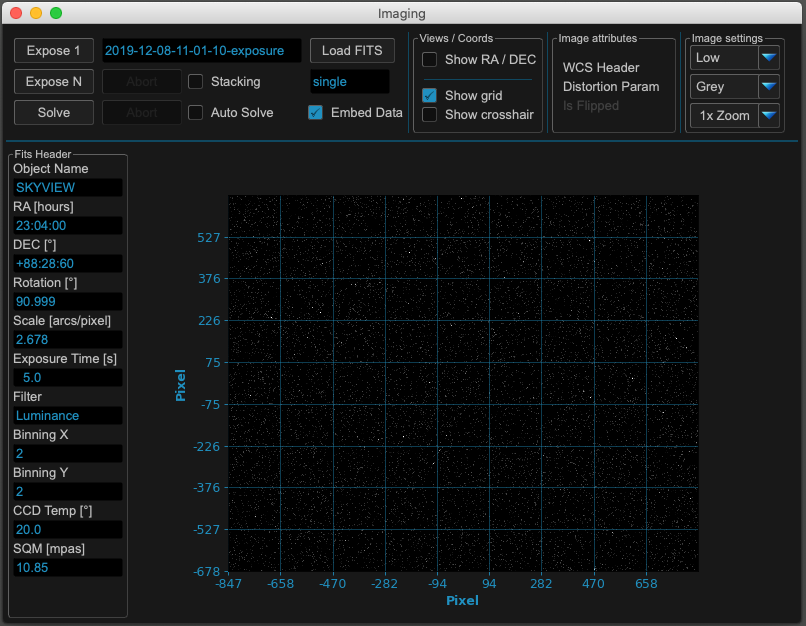 Imaging
Expose 1
2019-12-08-11-01-10-exposure
Load FITS
Expose N
Abort
Stacking
single
Solve
Abort
Auto Solve
Embed Data
Views / Coords
Show RA / DEC
Show grid
Show crosshair
Image attributes
WCS Header
Distortion Param
Is Flipped
Image settings
Low
Grey
1x Zoom
Fits Header
Object Name
SKYVIEW
RA [hours]
23:04:00
DEC [°]
+88:28:60
Rotation [°]
90.999
Scale [arcs/pixel]
2.678
Exposure Time [s]
5.0
Filter
Luminance
Binning X
2
Binning Y
2
CCD Temp [°]
20.0
SQM [mpas]
10.85
Pixel
527
376
226
75
-75
-226
-376
-527
-678
-847 -658 -470 -282 -94 94 282 470 658
Pixel